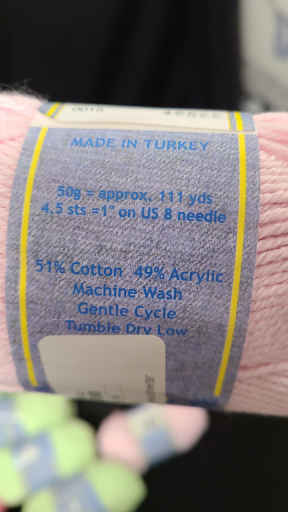 MADE IN TURKEY
50g = approx. 111 yds
4.5 sts =1" on US 8 needle
51% Cotton 49% Acrylic
Machine Wash
Gentle Cycle
Tumble Dry Low